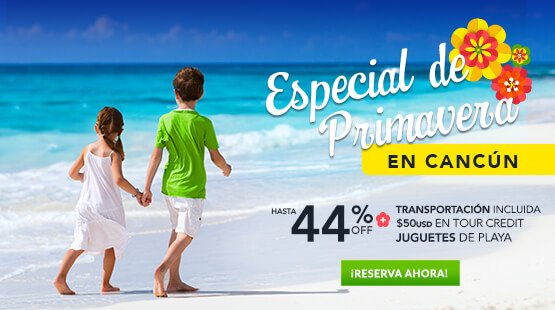 Especial de
Primavera
EN CANCÚN
HASTA 44% OFF
TRANSPORTACIÓN INCLUIDA
$50USD EN TOUR CREDIT
JUGUETES DE PLAYA
¡RESERVA AHORA!